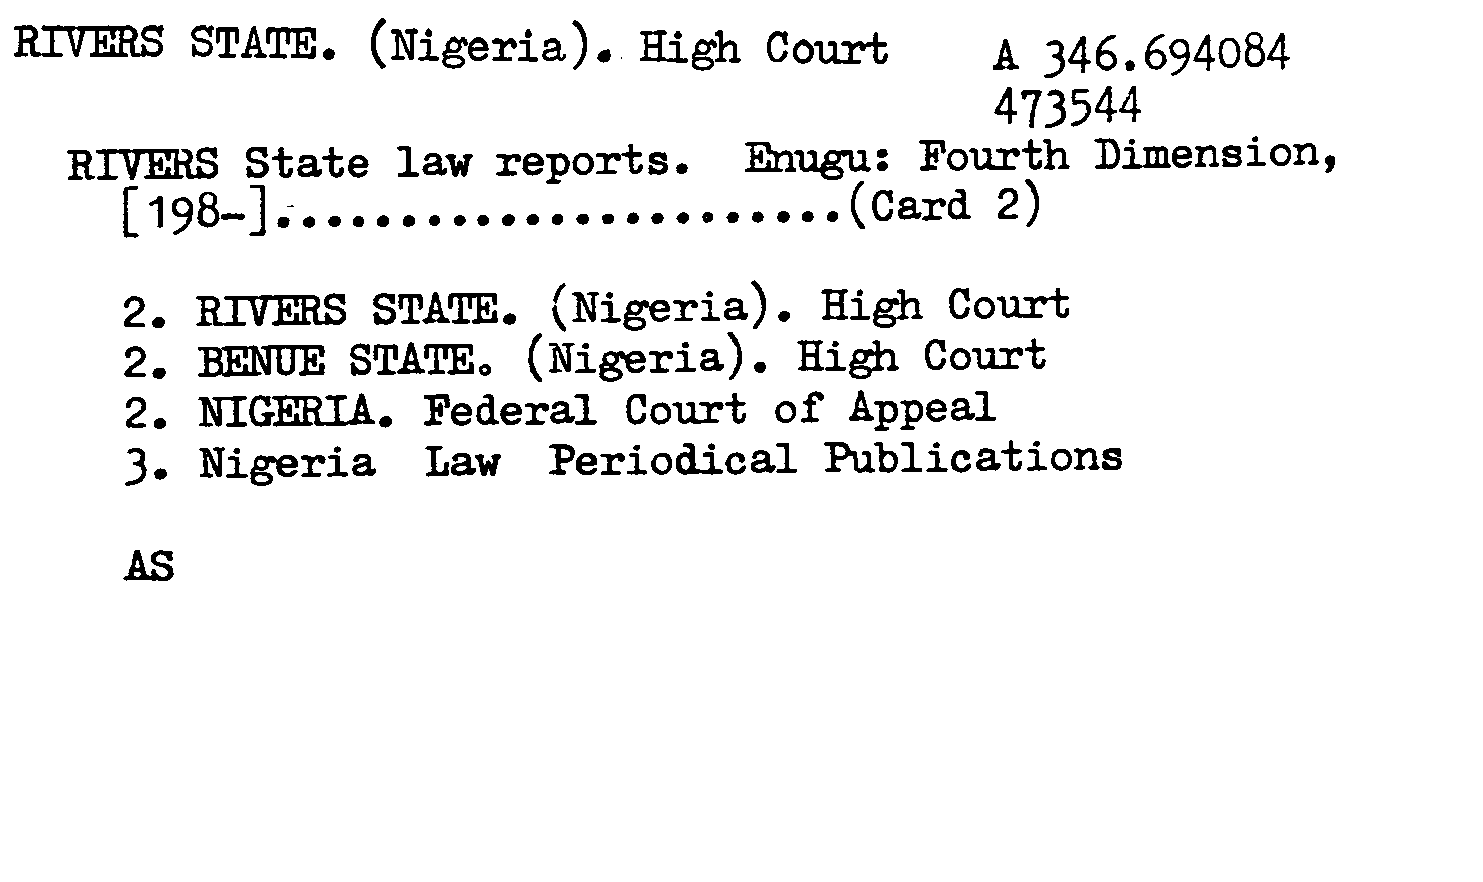 RIVERS STATE. (Nigeria). High Court A 346.694084
473544
RIVERS State law reports. Enugu: Fourth Dimension,
[198-].......................(Card 2)
2. RIVERS STATE. (Nigeria). High Court
2. BENUE STATE. (Nigeria). High Court
2. NIGERIA. Federal Court of Appeal
3. Nigeria Law Periodical Publications
AS